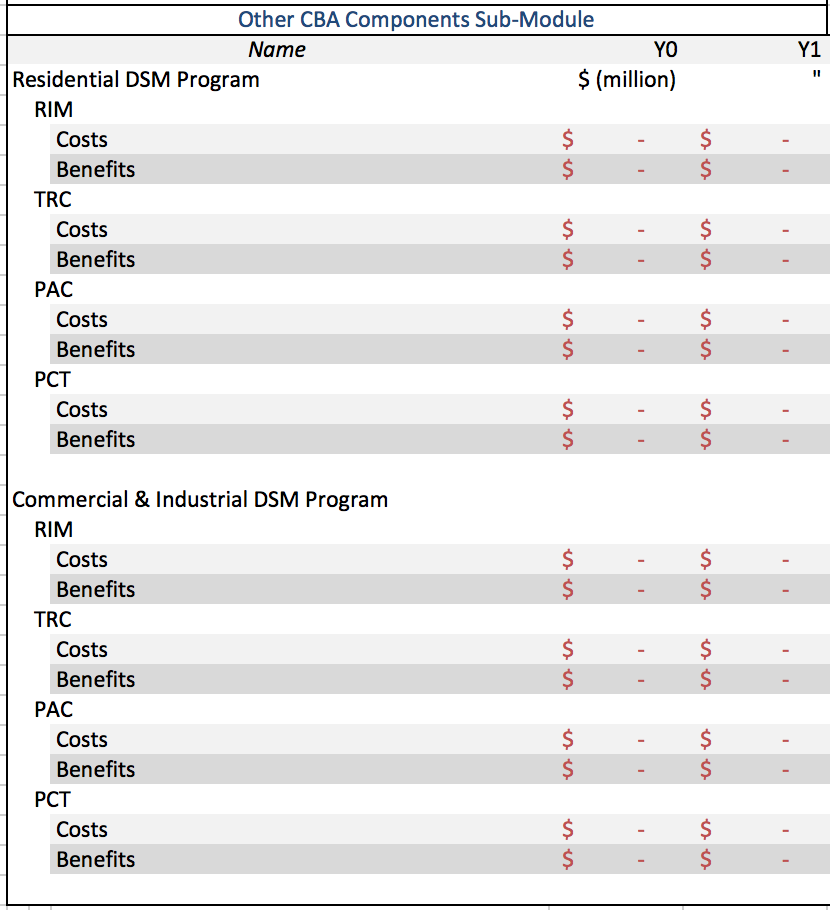 Other CBA Components Sub-Module
Name Y0 Y1
Residential DSM Program $ (million) "
RIM
Costs $ - $ -
Benefits $ - $ -
TRC
Costs $ - $ -
Benefits $ - $ -
PAC
Costs $ - $ -
Benefits $ - $ -
PCT
Costs $ - $ -
Benefits $ - $ -
Commercial & Industrial DSM Program
RIM
Costs $ - $ -
Benefits $ - $ -
TRC
Costs $ - $ -
Benefits $ - $ -
PAC
Costs $ - $ -
Benefits $ - $ -
PCT
Costs $ - $ -
Benefits $ - $ -